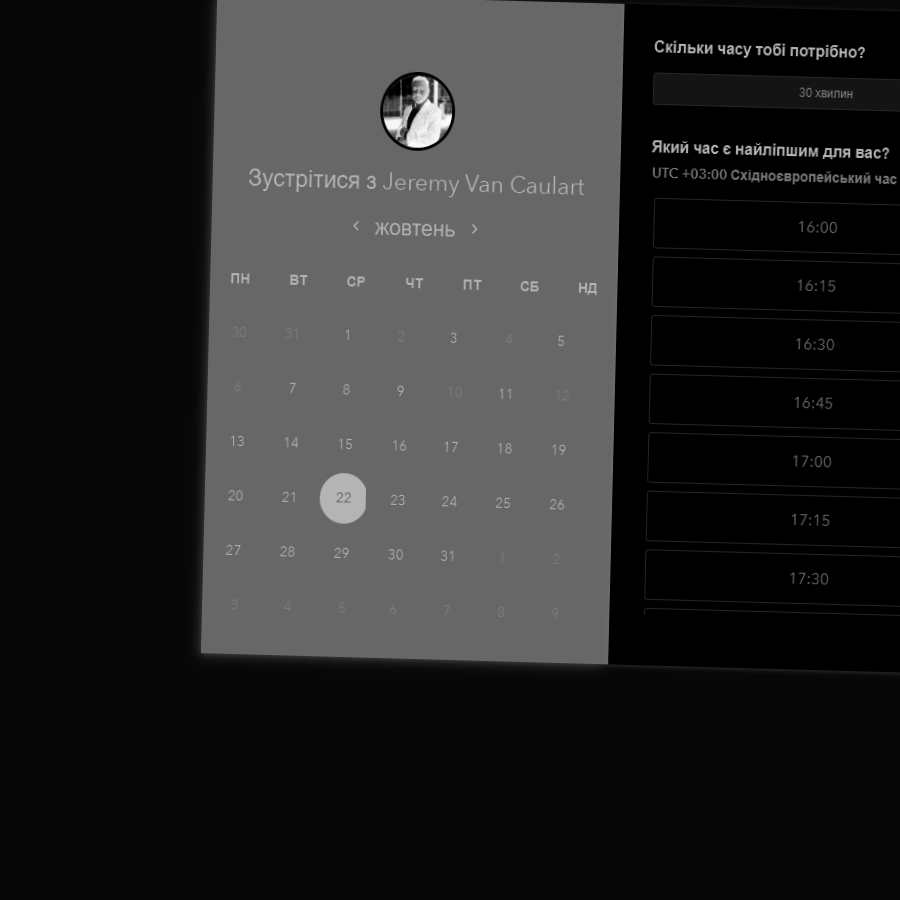 Зустрітися з Jeremy Van Caulart
‹ жовтень ›
ПН ВТ СР ЧТ ПТ СБ НД
30 31 1 2 3 4 5
6 7 8 9 10 11 12
13 14 15 16 17 18 19
20 21 22 23 24 25 26
27 28 29 30 31 1 2
3 4 5 6 7 8 9
Скільки часу тобі потрібно?
30 хвилин
Який час є найліпшим для вас?
UTC +03:00 Східноєвропейський час
16:00
16:15
16:30
16:45
17:00
17:15
17:30